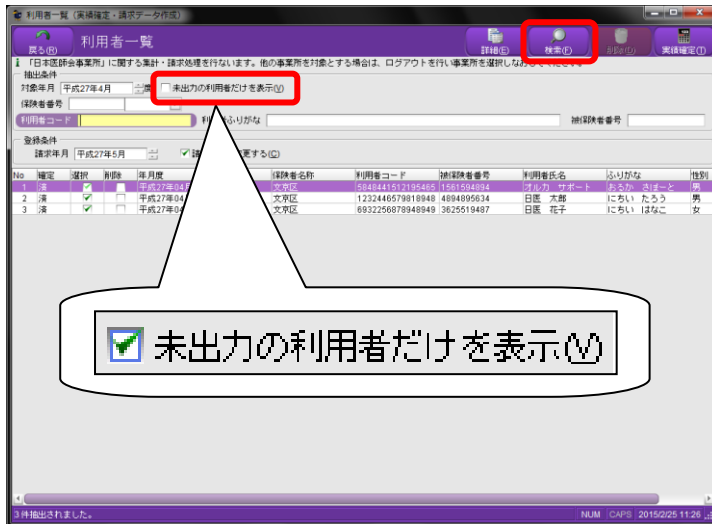 利用者一覧 (実績確定・請求データ作成)
戻る(R) 利用者一覧 詳細(E) 検索(F) 削除(D) 実績確定(T)
「日本医師会事業所」に関する集計・請求処理を行ないます。他の事業所を対象とする場合は、ログアウトを行い事業所を選択しなおしてください。
抽出条件
対象年月 平成27年4月 度 未出力の利用者だけを表示(V)
保険者番号
利用者コード ふりがな 被保険者番号
登録条件
請求年月 平成27年5月 更する(C)
No 確定 選択 削除 年月度 保険者名称 利用者コード 被保険者番号 利用者氏名 ふりがな 性別
1 済 平成27年04月 文京区 5848441512195465 1561594894 オルカ サポート おるか さぽーと 男
2 済 平成27年04 文京区 1232446579818948 4894895634 日医 太郎 にちい たろう 男
3 済 平成27年04 文京区 6932256878948949 3625519487 日医 花子 にちい はなこ 女
未出力の利用者だけを表示(V)
3件抽出されました。 NUM CAPS 2015/2/25 11:26